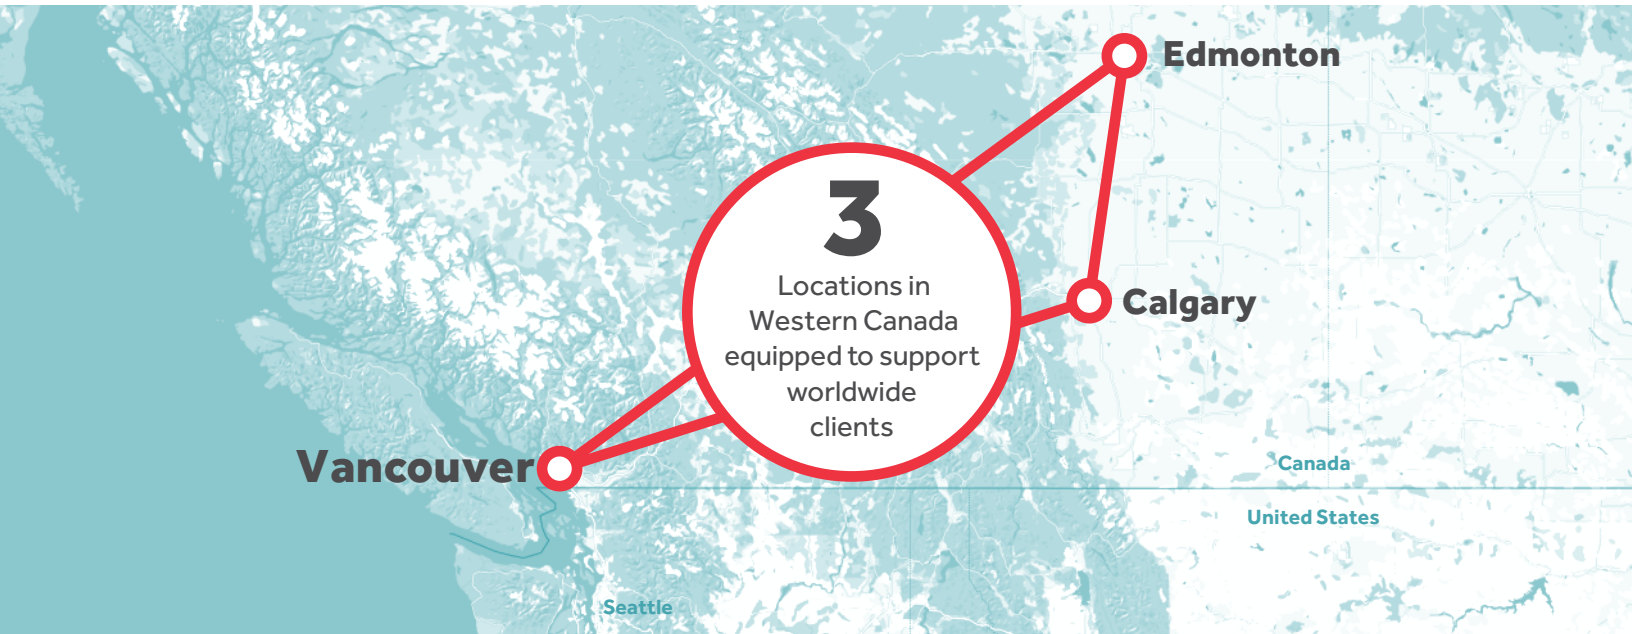 Edmonton
3
Locations in
Western Canada
equipped to support
worldwide
clients
Calgary
Vancouver
Canada
United States
Seattle